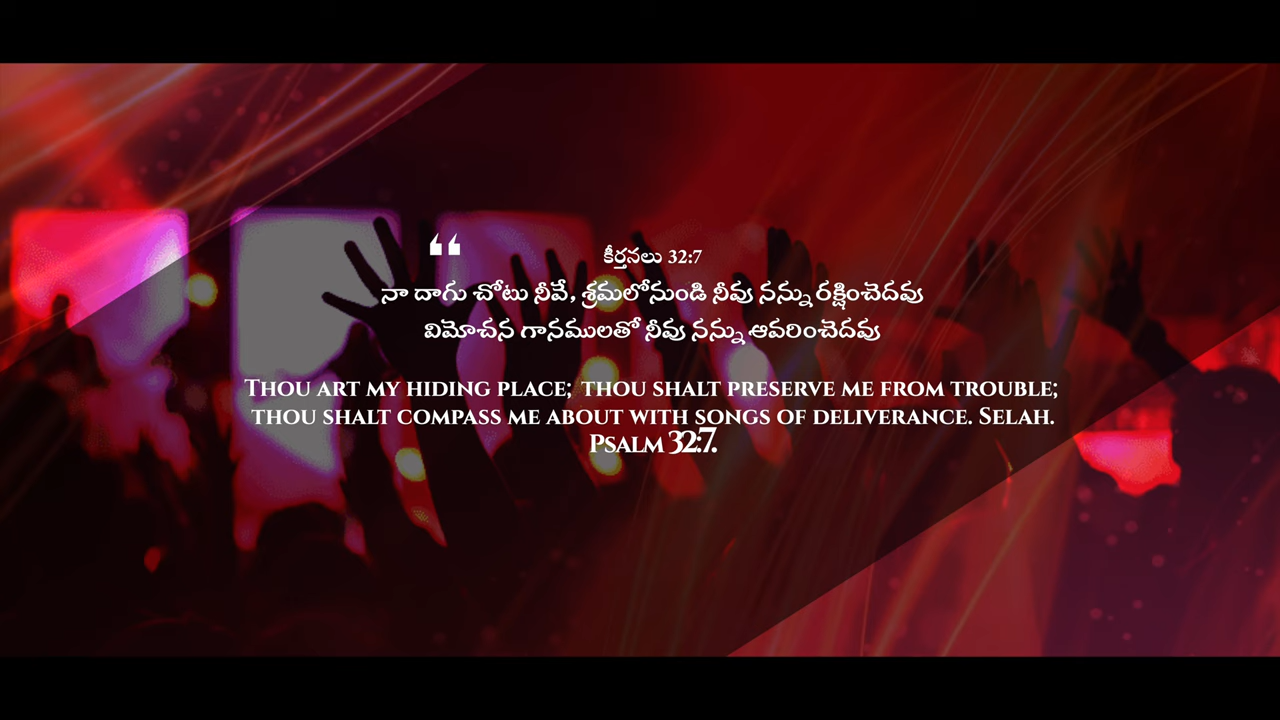 ❝
కీర్తనలు 32:7
నా దాగు చోటు నీవే, శ్రమలోనుండి నీవు నన్ను రక్షించెదవు
విమోచన గానములతో నీవు నన్ను ఆవరించెదవు
Thou art my hiding place; thou shalt preserve me from trouble;
thou shalt compass me about with songs of deliverance. Selah.
Psalm 32:7.